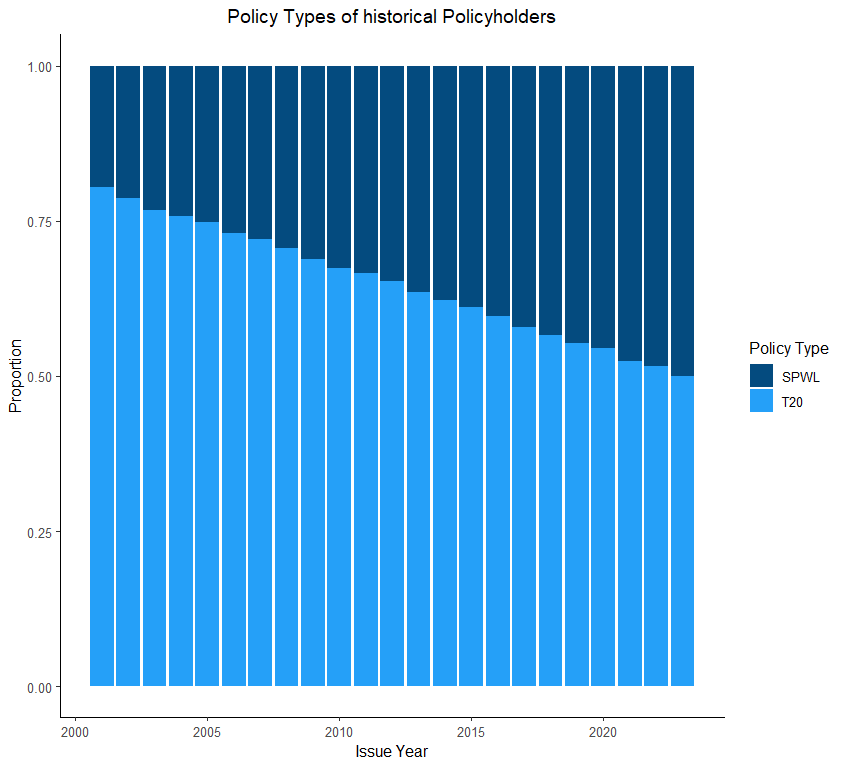 Policy Types of historical Policyholders
1.00
0.75
0.50
0.25
0.00
Proportion
2000 2005 2010 2015 2020
Issue Year
Policy Type
SPWL
T20